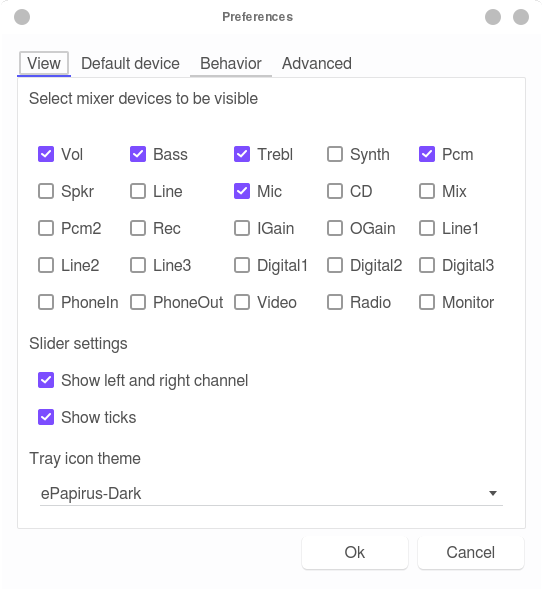 Preferences
View Default device Behavior Advanced
Select mixer devices to be visible
Vol Bass Trebl Synth Pcm
Spkr Line Mic CD Mix
Pcm2 Rec IGain OGain Line1
Line2 Line3 Digital1 Digital2 Digital3
PhoneIn PhoneOut Video Radio Monitor
Slider settings
Show left and right channel
Show ticks
Tray icon theme
ePapirus-Dark
Ok Cancel